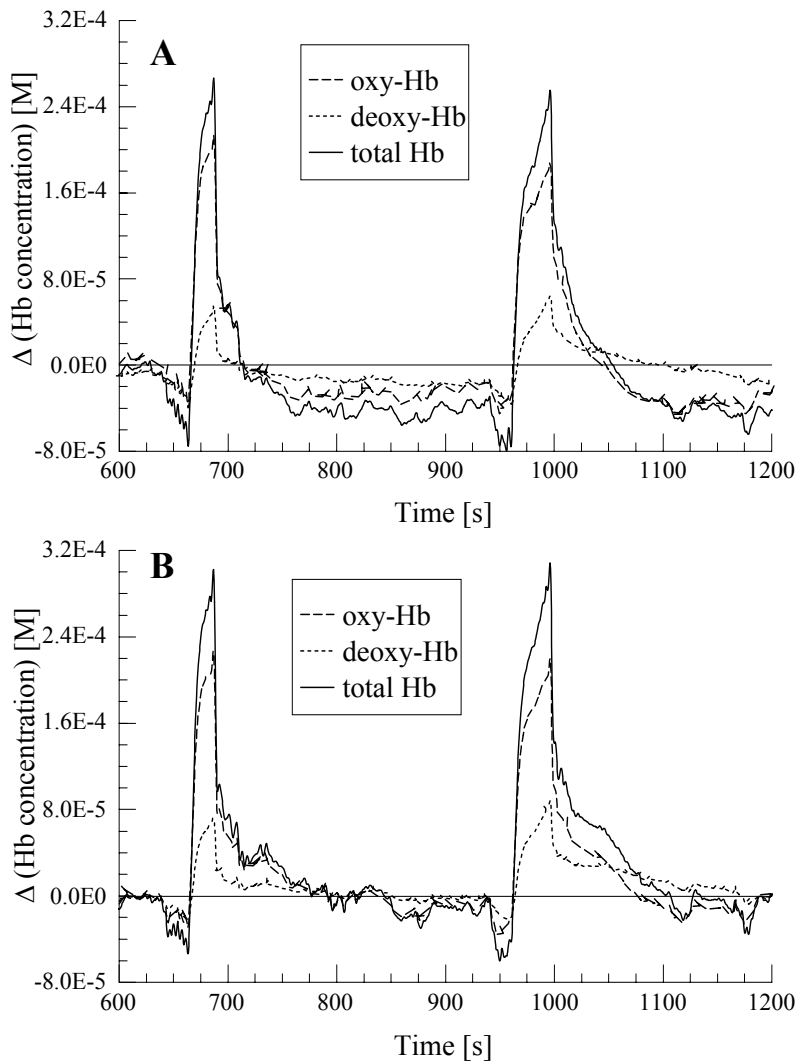 A
3.2E-4
2.4E-4
1.6E-4
8.0E-5
0.0E0
-8.0E-5
Δ (Hb concentration) [M]
oxy-Hb
deoxy-Hb
total Hb
600 700 800 900 1000 1100 1200
Time [s]
B
3.2E-4
2.4E-4
1.6E-4
8.0E-5
0.0E0
-8.0E-5
Δ (Hb concentration) [M]
oxy-Hb
deoxy-Hb
total Hb
600 700 800 900 1000 1100 1200
Time [s]